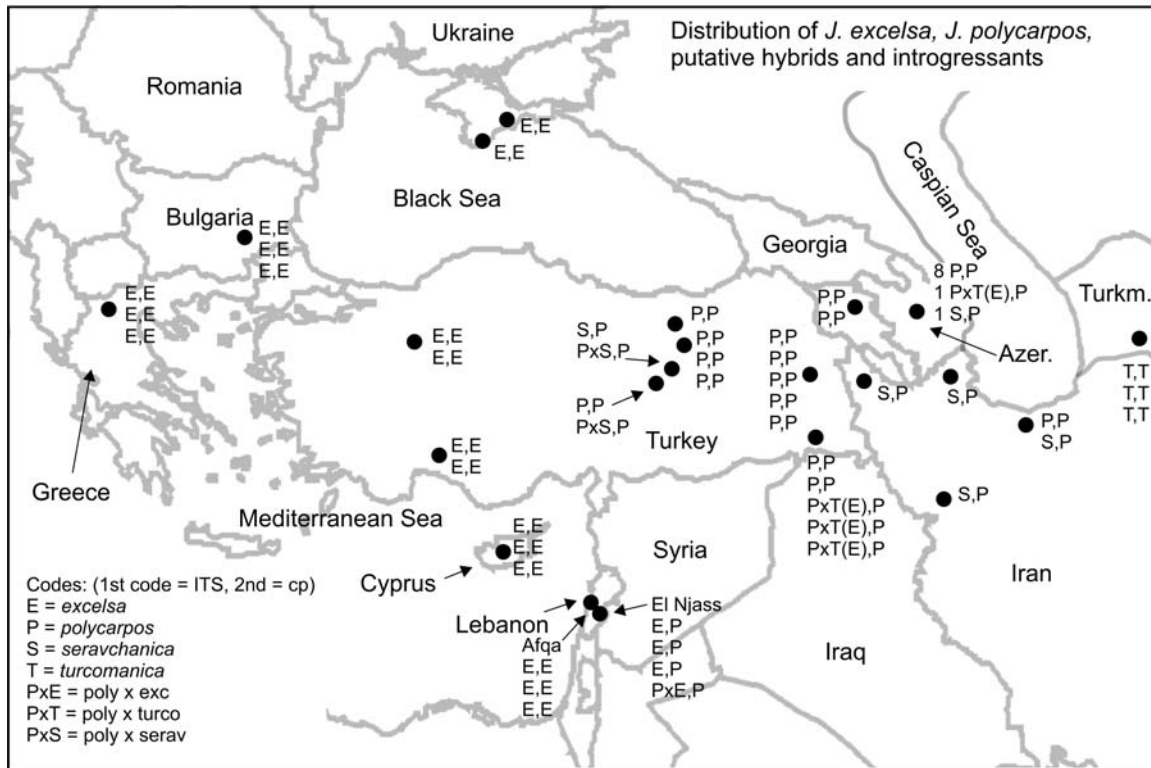 Distribution of J. excelsa, J. polycarpos,
putative hybrids and introgressants
Ukraine
Romania
E,E
E,E
Caspian Sea
Black Sea
Bulgaria
E,E
E,E
E,E
Georgia
8 P,P
1 PxT(E),P
1 S,P
Turkm.
E,E
E,E
E,E
P,P
P,P
Azer.
E,E
E,E
P,P
P,P
P,P
P,P
S,P
PxS,P
P,P
P,P
P,P
P,P
P,P
S,P
S,P
T,T
T,T
T,T
P,P
PxS,P
P,P
S,P
Turkey
E,E
E,E
Greece
P,P
P,P
PxT(E),P
PxT(E),P
PxT(E),P
S,P
Mediterranean Sea
E,E
E,E
E,E
Syria
Cyprus
Iran
Lebanon
El Njass
E,P
E,P
E,P
PxE,P
Afqa
E,E
E,E
E,E
Iraq
Codes: (1st code = ITS, 2nd = cp)
E = excelsa
P = polycarpos
S = seravchanica
T = turcomanica
PxE = poly x exc
PxT = poly x turco
PxS = poly x serav